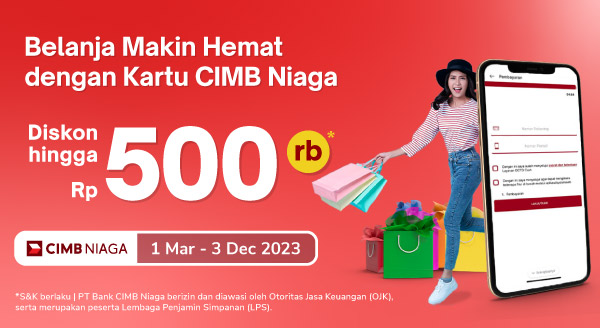 Belanja Makin Hemat
dengan Kartu CIMB Niaga
Diskon
hingga
Rp 500 rb*
CIMB NIAGA
1 Mar - 3 Dec 2023
*S&K berlaku | PT Bank CIMB Niaga berizin dan diawasi oleh Otoritas Jasa Keuangan (OJK),
serta merupakan peserta Lembaga Penjamin Simpanan (LPS).
Pembayaran